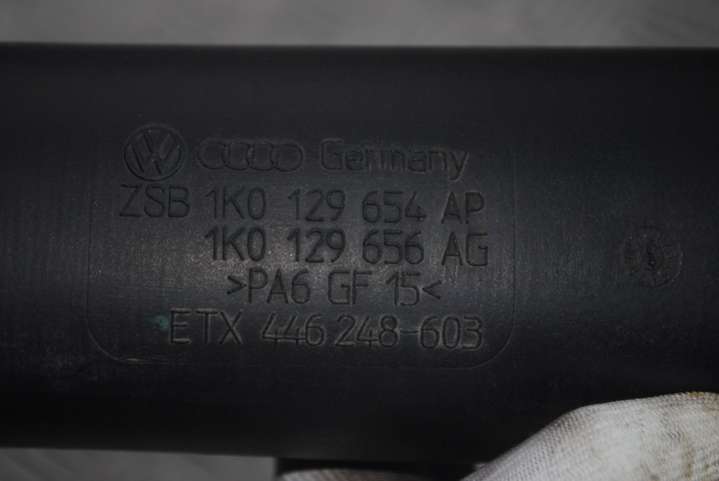 Germany
ZSB 1K0 129 654 AP
1K0 129 656 AG
>PA6 GF 15<
ETX 446 248-603